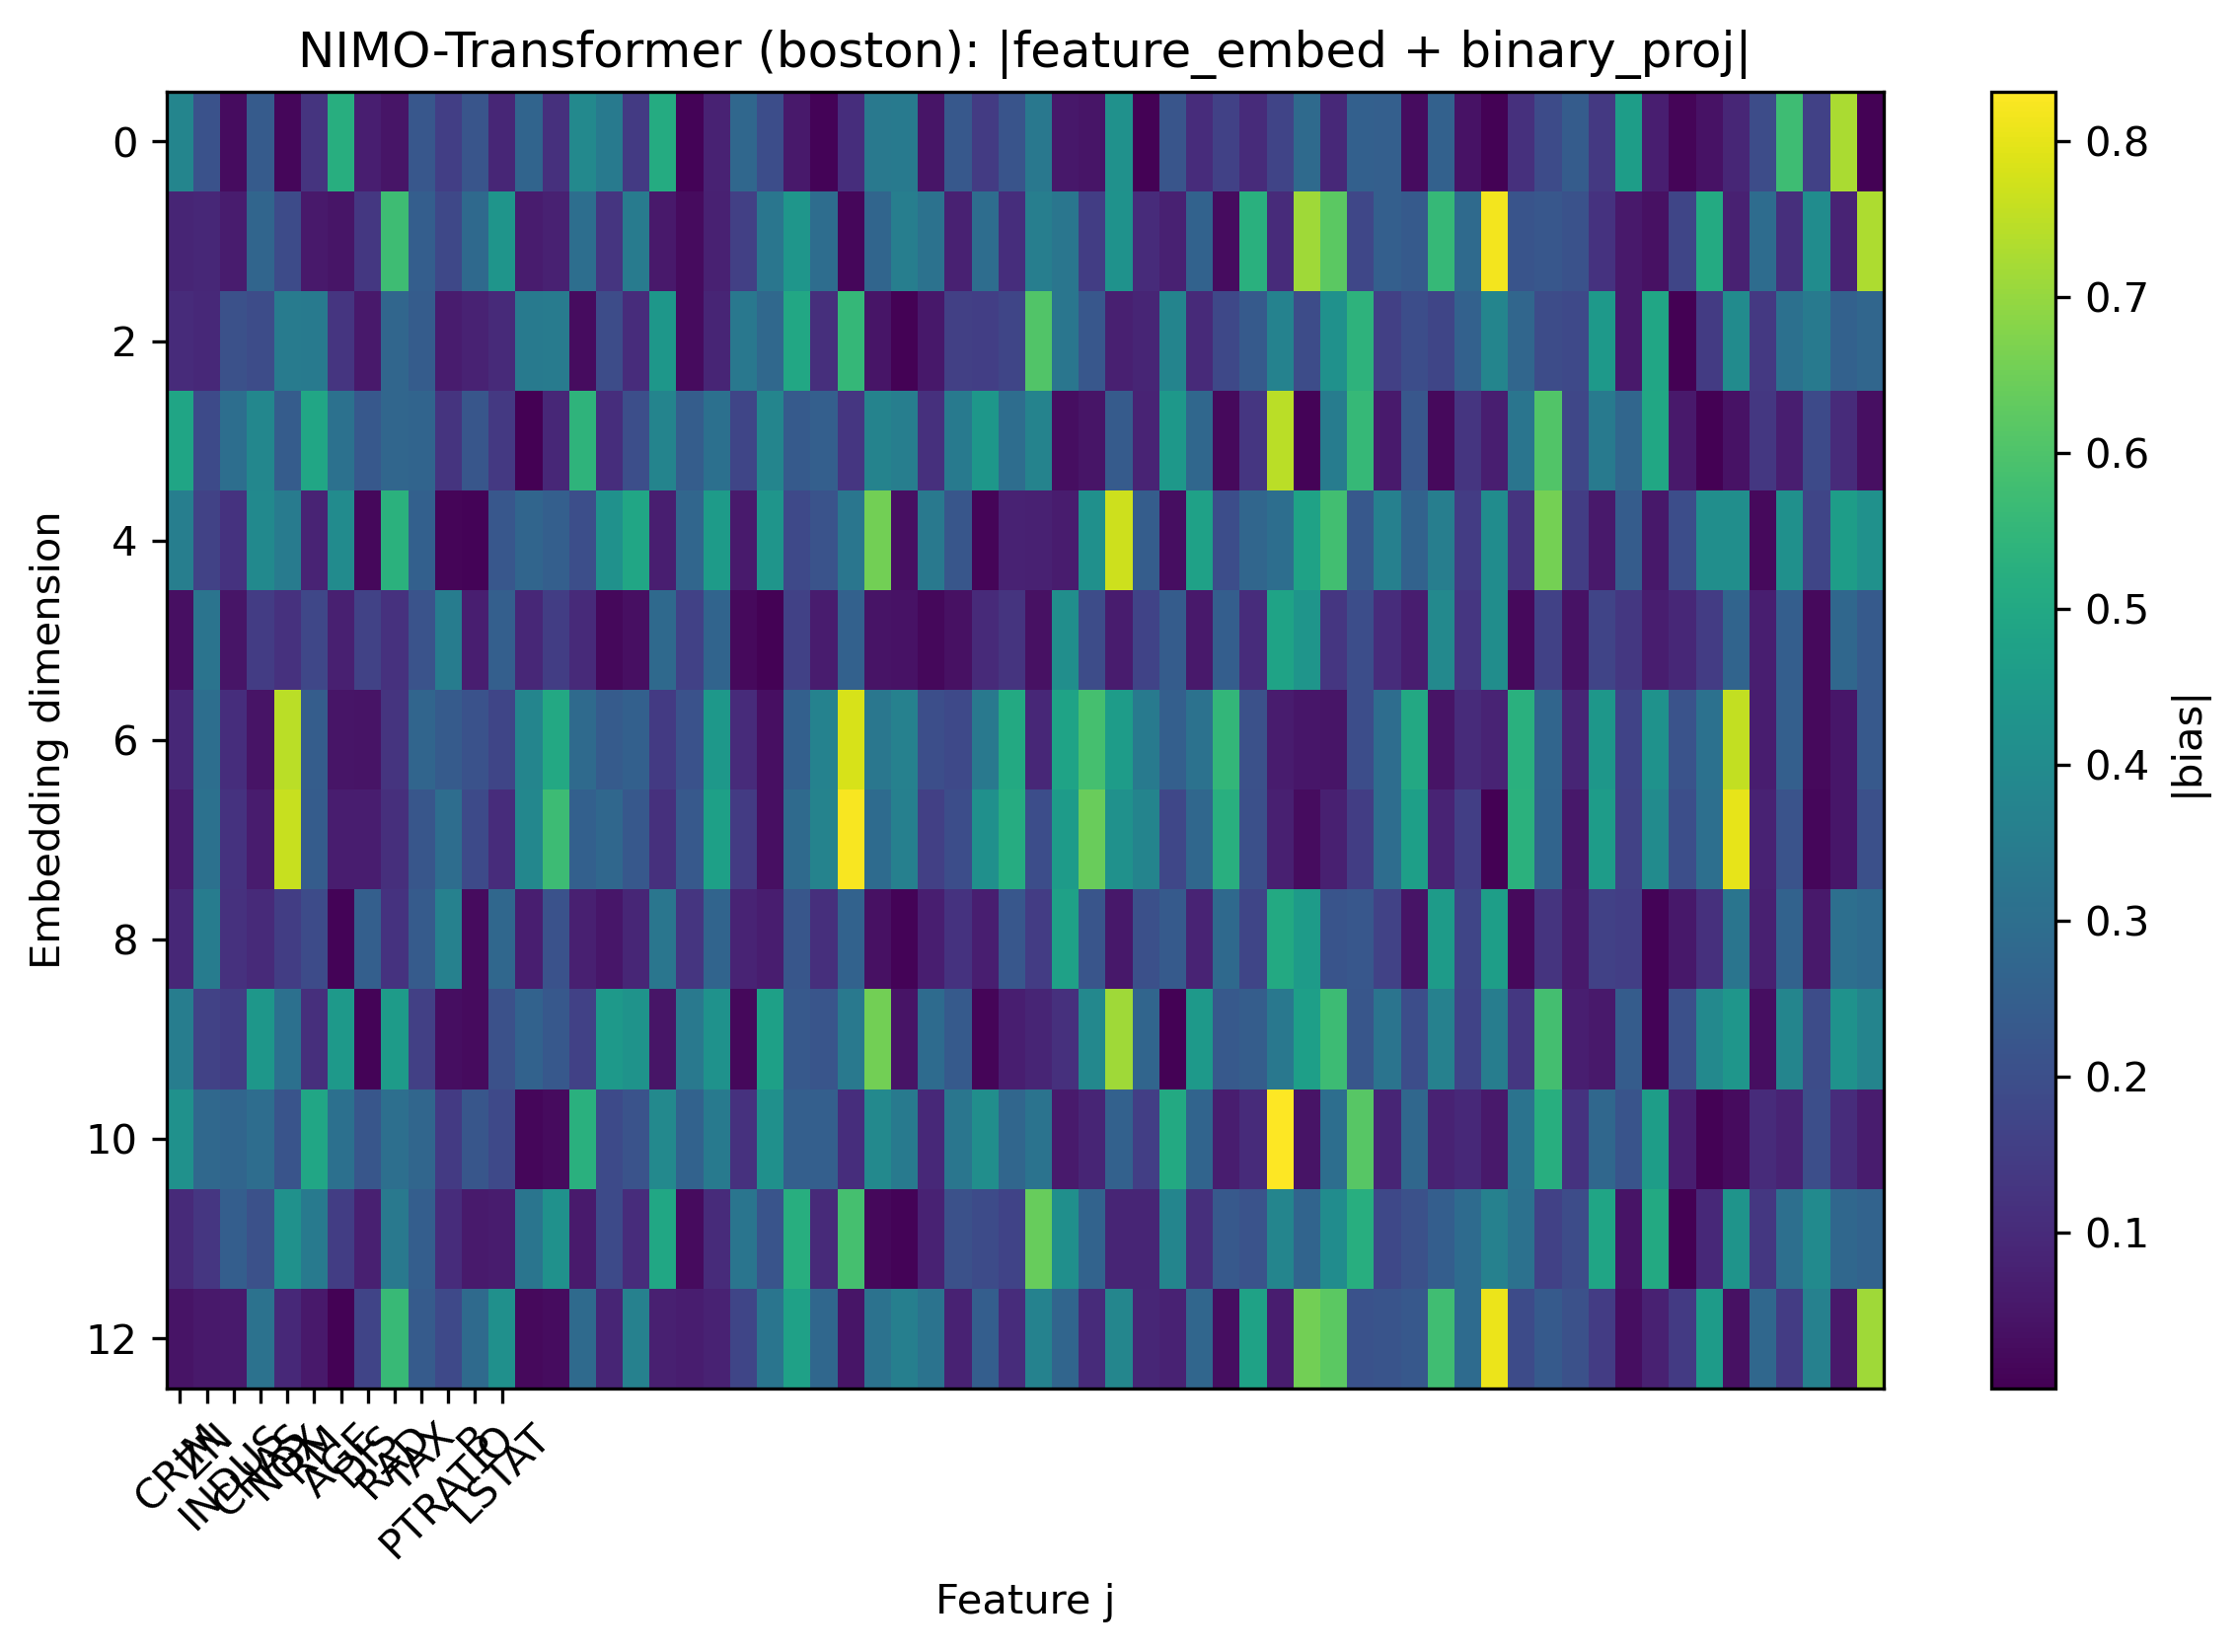 NIMO-Transformer (boston): |feature_embed + binary_proj|
0
2
4
6
8
10
12
Embedding dimension
CRIM
ZN
INDUS
CHAS
NOX
RM
AGE
DIS
RAD
TAX
PTRATIO
B
LSTAT
Feature j
0.8
0.7
0.6
0.5
0.4
0.3
0.2
0.1
|bias|